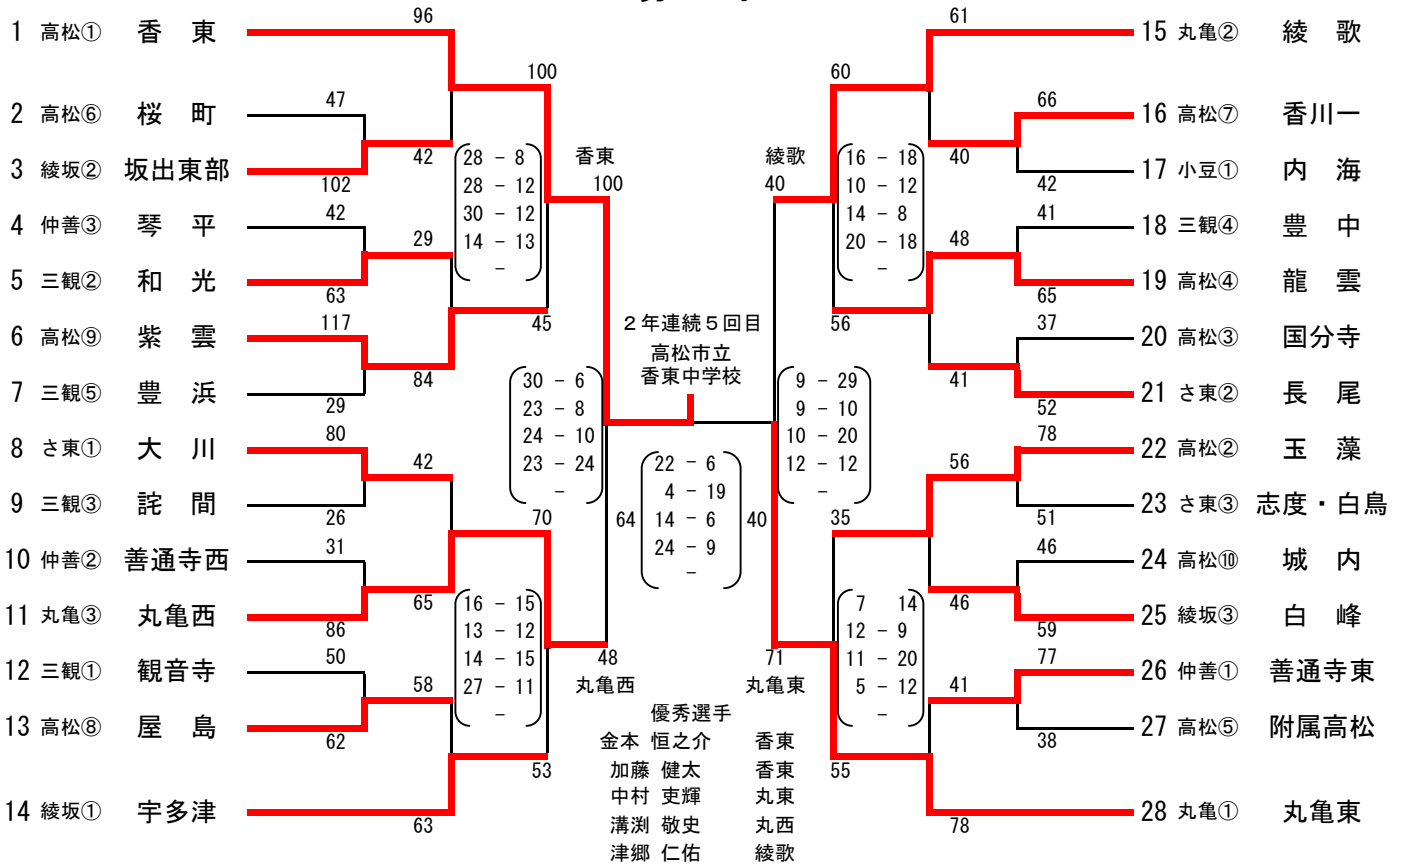 1 高松① 香 東
2 高松⑥ 桜 町
3 綾坂② 坂出東部
4 仲善③ 琴 平
5 三観② 和 光
6 高松⑨ 紫 雲
7 三観⑤ 豊 浜
8 さ東① 大 川
9 三観③ 詫 間
10 仲善② 善通寺西
11 丸亀③ 丸亀西
12 三観① 観音寺
13 高松⑧ 屋 島
14 綾坂① 宇多津
96
47
102
42
63
117
29
80
26
31
86
50
62
42
29
84
42
65
58
63
100
45
70
53
28 - 8
28 - 12
30 - 12
14 - 13
-
16 - 15
13 - 12
14 - 15
27 - 11
-
香東
100
30 - 6
23 - 8
24 - 10
23 - 24
-
48
丸亀西
2年連続5回目
高松市立
香東中学校
64
22 - 6
4 - 19
14 - 6
24 - 9
-
40
綾歌
40
9 - 29
9 - 10
10 - 20
12 - 12
-
71
丸亀東
優秀選手
金本 恒之介 香東
加藤 健太 香東
中村 吏輝 丸東
溝渕 敬史 丸西
津郷 仁佑 綾歌
60
56
35
55
16 - 18
10 - 12
14 - 8
20 - 18
-
7 14
12 - 9
11 - 20
5 - 12
-
61
40
48
41
56
46
41
78
66
42
41
65
37
52
78
51
46
59
77
38
15 丸亀② 綾 歌
16 高松⑦ 香川一
17 小豆① 内 海
18 三観④ 豊 中
19 高松④ 龍 雲
20 高松③ 国分寺
21 さ東② 長 尾
22 高松② 玉 藻
23 さ東③ 志度・白鳥
24 高松⑩ 城 内
25 綾坂③ 白 峰
26 仲善① 善通寺東
27 高松⑤ 附属高松
28 丸亀① 丸亀東